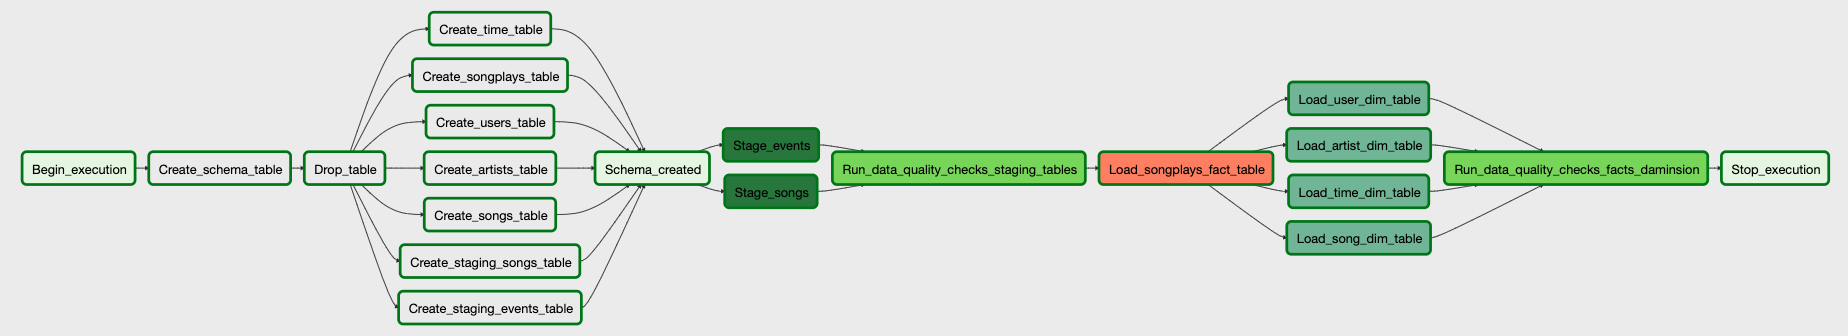 Begin_execution
Create_schema_table
Drop_table
Create_time_table
Create_songplays_table
Create_users_table
Create_artists_table
Create_songs_table
Create_staging_songs_table
Create_staging_events_table
Schema_created
Stage_events
Stage_songs
Run_data_quality_checks_staging_tables
Load_songplays_fact_table
Load_user_dim_table
Load_artist_dim_table
Load_time_dim_table
Load_song_dim_table
Run_data_quality_checks_facts_daminsion
Stop_execution